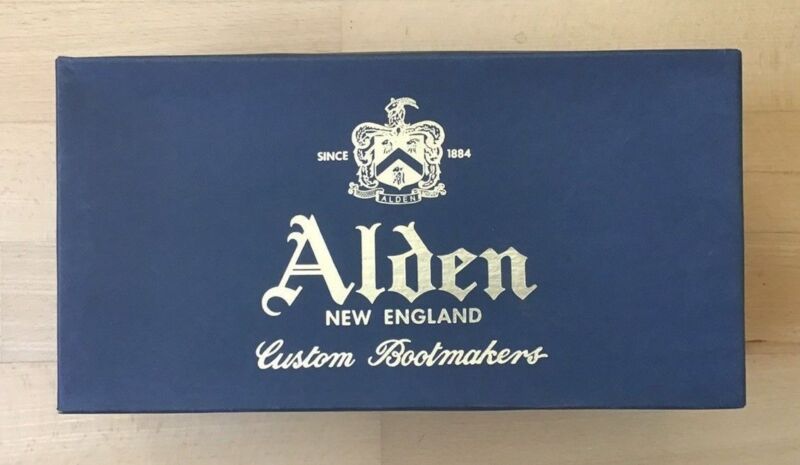 SINCE 1884
ALDEN
Alden
NEW ENGLAND
Custom Bootmakers